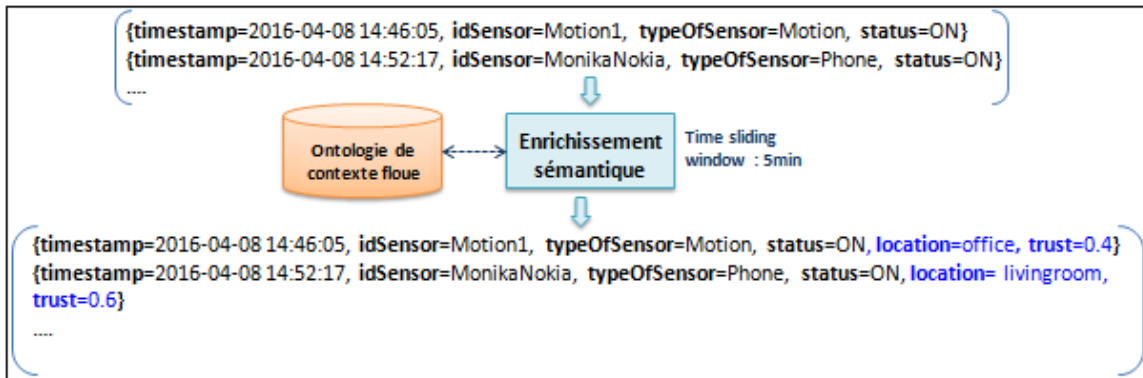 {timestamp=2016-04-08 14:46:05, idSensor=Motion1, typeOfSensor=Motion, status=ON}
{timestamp=2016-04-08 14:52:17, idSensor=MonikaNokia, typeOfSensor=Phone, status=ON}
....
Ontologie de
contexte floue
Enrichissement
sémantique
Time sliding
window : 5min
{timestamp=2016-04-08 14:46:05, idSensor=Motion1, typeOfSensor=Motion, status=ON, location=office, trust=0.4}
{timestamp=2016-04-08 14:52:17, idSensor=MonikaNokia, typeOfSensor=Phone, status=ON, location= livingroom,
trust=0.6}
....